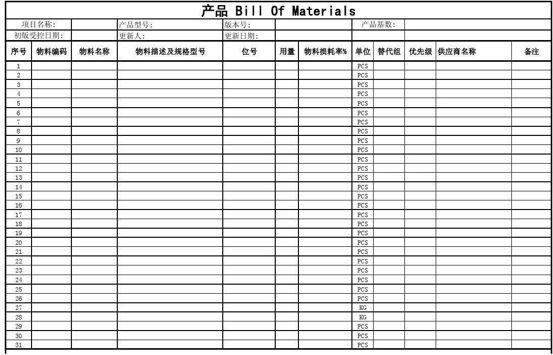 产品 Bill Of Materials
项目名称: 产品型号: 版本号: 产品基数:
初版受控日期: 更新人: 更新日期:
序号 物料编码 物料名称 物料描述及规格型号 位号 用量 物料损耗率% 单位 替代组 优先级 供应商名称 备注
1 PCS
2 PCS
3 PCS
4 PCS
5 PCS
6 PCS
7 PCS
8 PCS
9 PCS
10 PCS
11 PCS
12 PCS
13 PCS
14 PCS
15 PCS
16 PCS
17 PCS
18 PCS
19 PCS
20 PCS
21 PCS
22 PCS
23 PCS
24 PCS
25 PCS
26 PCS
27 KG
28 KG
29 PCS
30 PCS
31 PCS